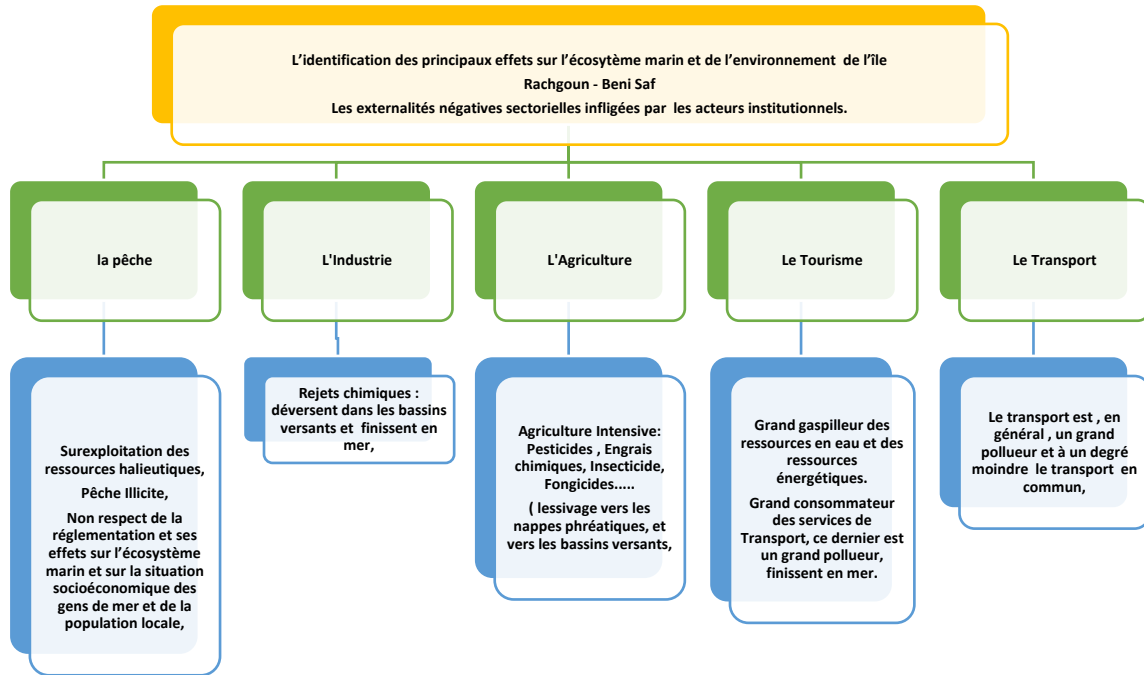 L'identification des principaux effets sur l'écosytème marin et de l'environnement de l'île
Rachgoun - Beni Saf
Les externalités négatives sectorielles infligées par les acteurs institutionnels.
la pêche
L'Industrie
L'Agriculture
Le Tourisme
Le Transport
Surexploitation des
ressources halieutiques,
Pêche Illicite,
Non respect de la
réglementation et ses
effets sur l'écosystème
marin et sur la situation
socioéconomique des
gens de mer et de la
population locale,
Rejets chimiques :
déversent dans les bassins
versants et finissent en
mer,
Agriculture Intensive:
Pesticides , Engrais
chimiques, Insecticide,
Fongicides.....
( lessivage vers les
nappes phréatiques, et
vers les bassins versants,
Grand gaspilleur des
ressources en eau et des
ressources
énergétiques.
Grand consommateur
des services de
Transport, ce dernier est
un grand pollueur,
finissent en mer.
Le transport est , en
général , un grand
pollueur et à un degré
moindre le transport en
commun,